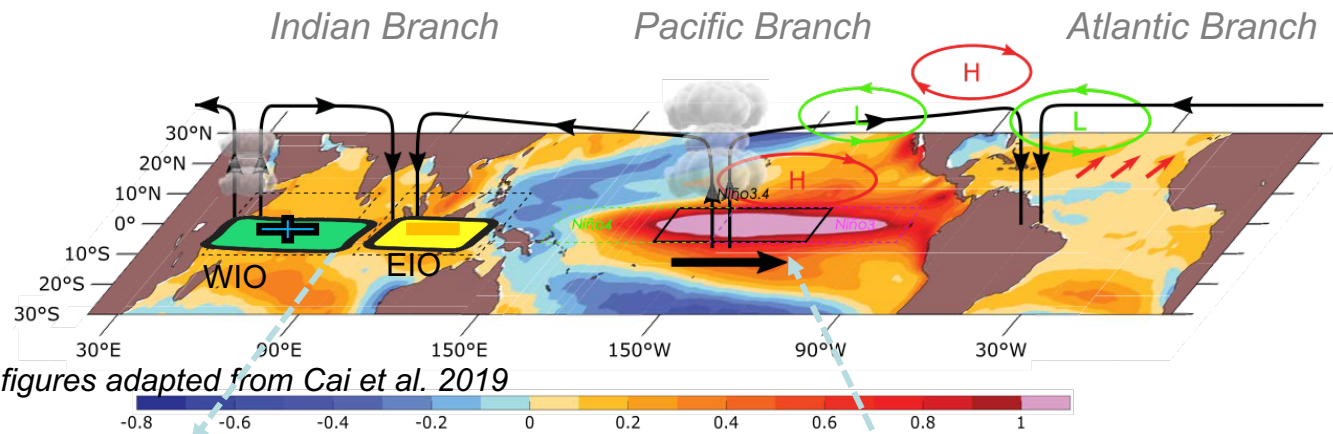 Indian Branch Pacific Branch Atlantic Branch
H
L
L
30°N
20°N
10°N
0°
10°S
20°S
30°S
H
Niño3.4
Niño4
Niño3
WIO
EIO
30°E 90°E 150°E 150°W 90°W 30°W
figures adapted from Cai et al. 2019
-0.8 -0.6 -0.4 -0.2 0 0.2 0.4 0.6 0.8 1